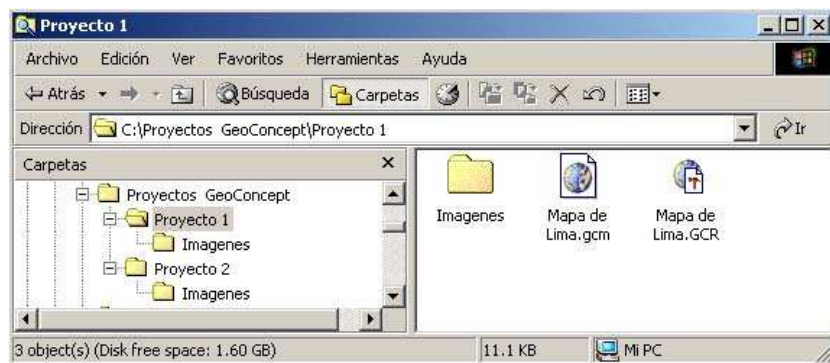 Proyecto 1
Archivo Edición Ver Favoritos Herramientas Ayuda
Atrás Búsqueda Carpetas
Dirección C:\Proyectos GeoConcept\Proyecto 1 Ir
Carpetas
Proyectos GeoConcept
Proyecto 1
Imagenes
Proyecto 2
Imagenes
Imagenes
Mapa de Lima.gcm
Mapa de Lima.GCR
3 object(s) (Disk free space: 1.60 GB) 11.1 KB Mi PC